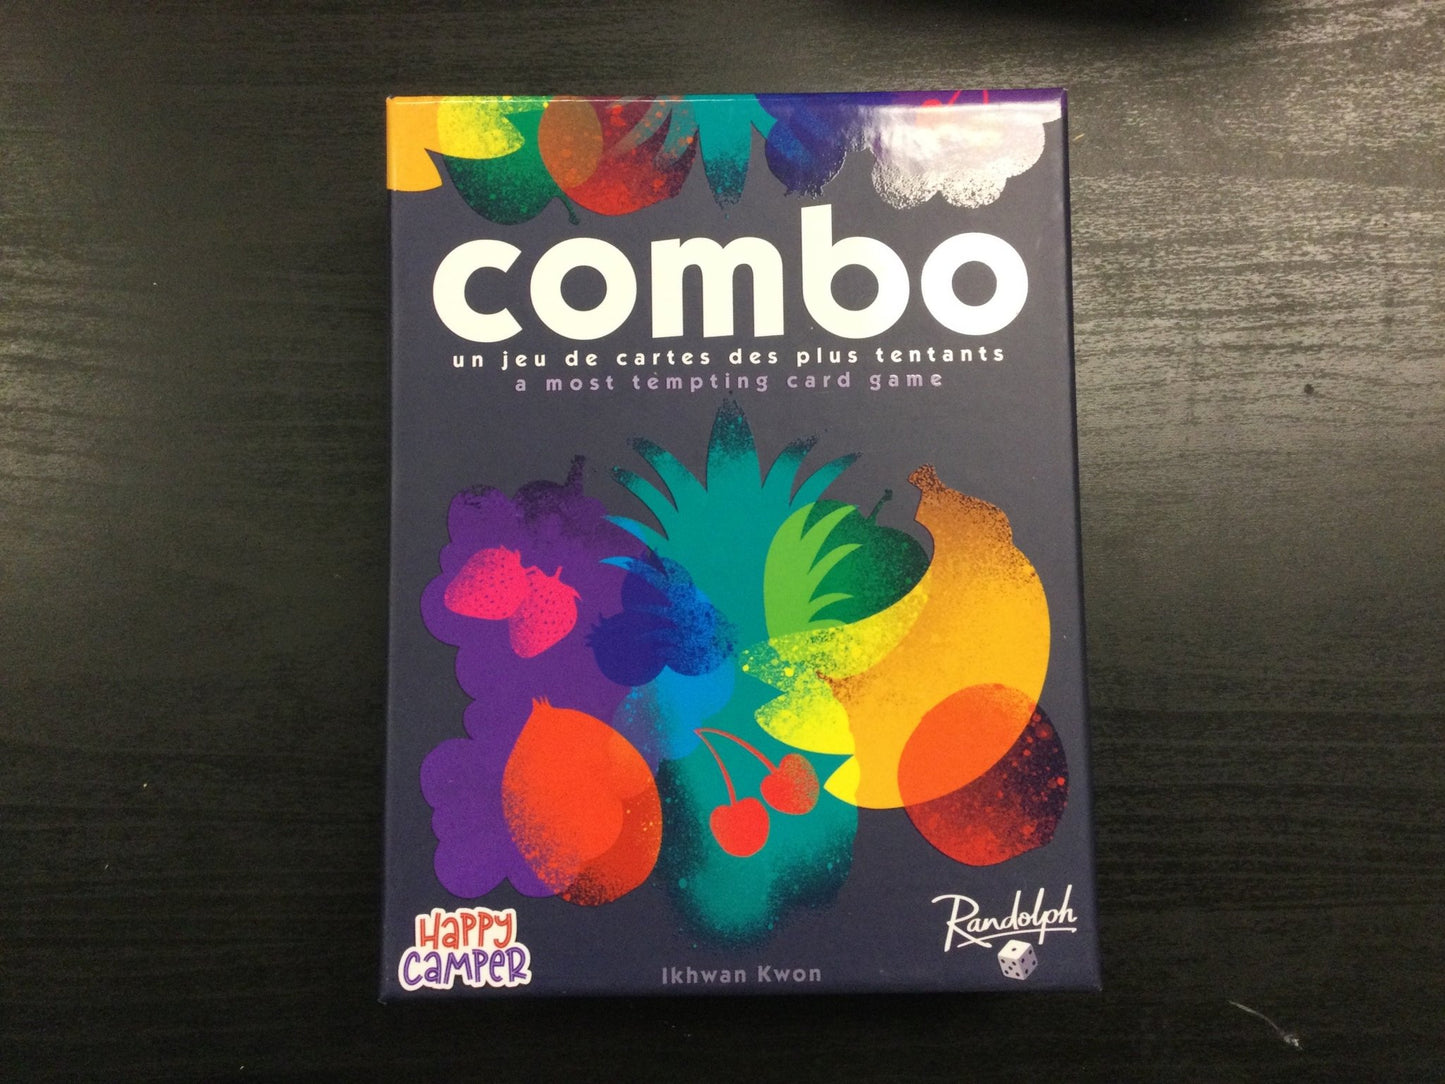 combo
un jeu de cartes des plus tentants
a most tempting card game
HAPPY
CAMPER
Randolph
Ikhwan Kwon